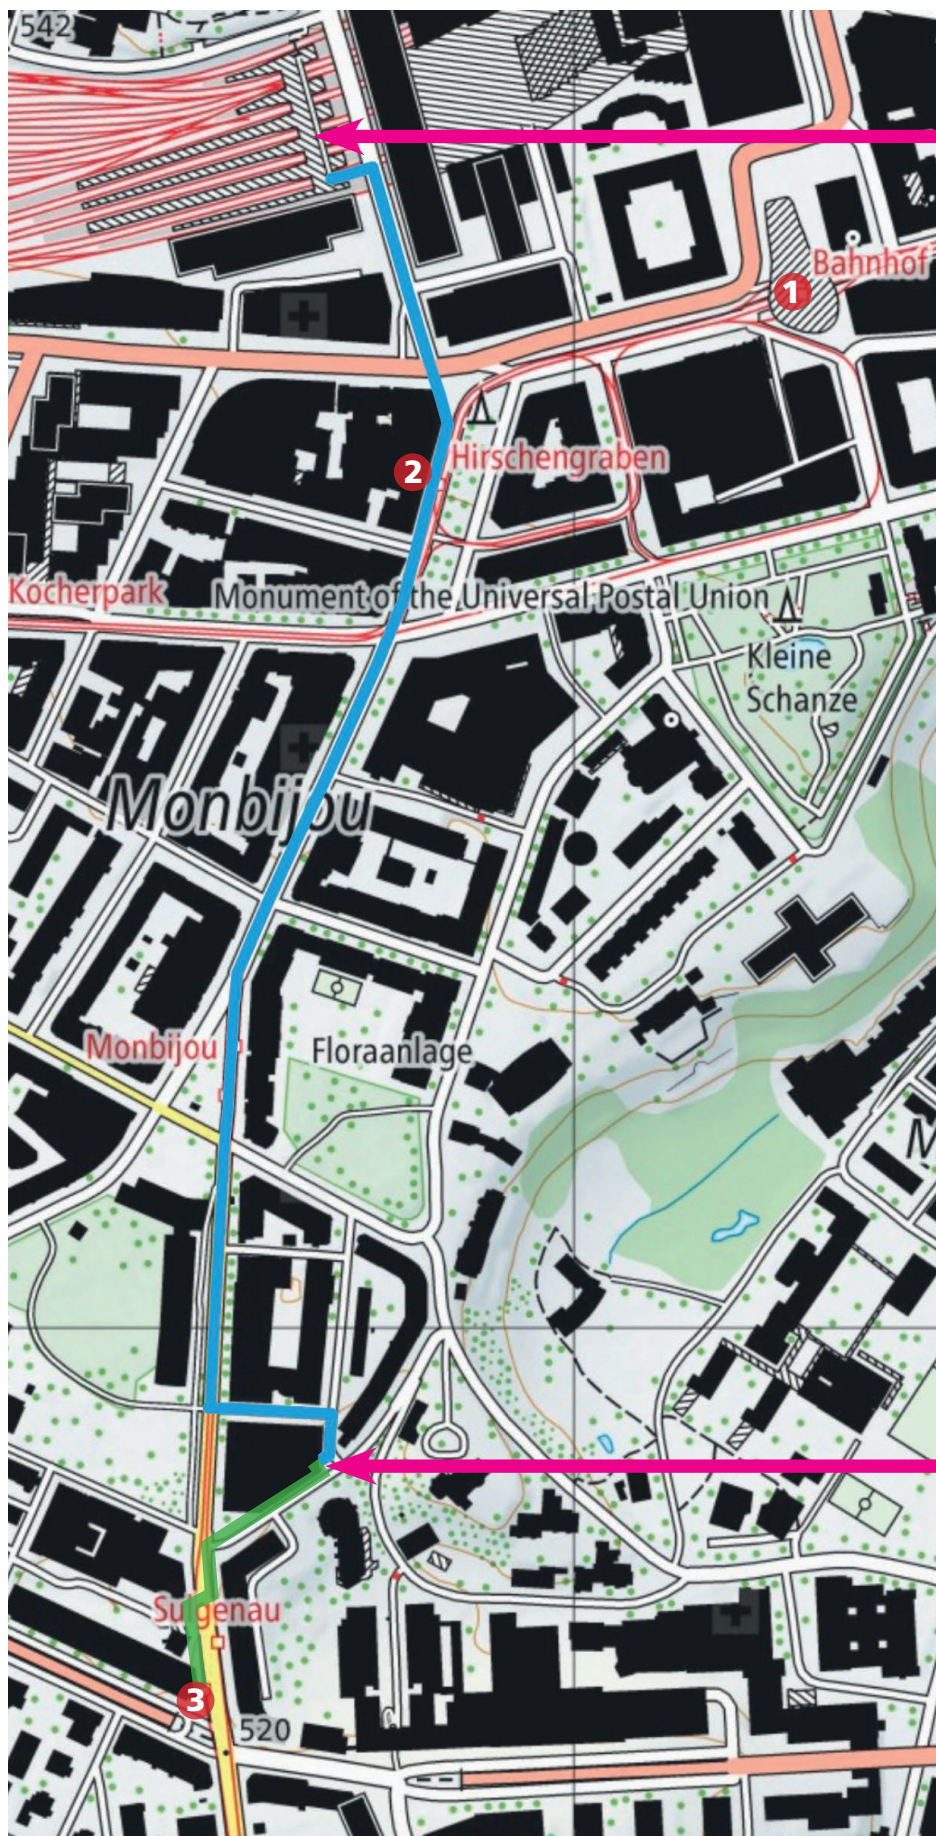 542
Bahnhof
1
Hirschengraben
2
Kocherpark
Monument of the Universal Postal Union
Kleine
Schanze
Monbijou
Monbijou
Floraanlage
M
Sulgenau
3
520